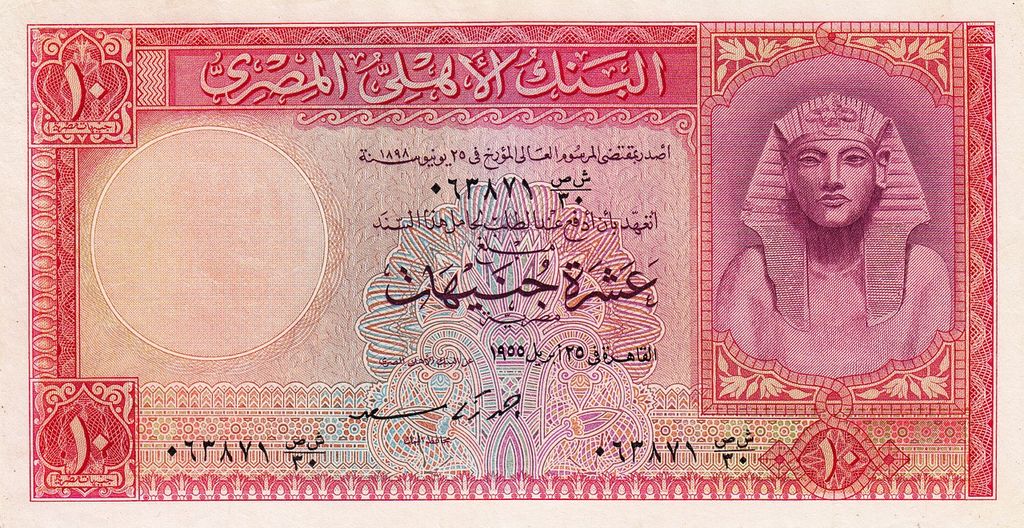 البنك الأهلى المصرى
١٠
أصدر بمقتضى المرسوم العالى المؤرخ فى ٢٥ يونيو سنة ١٨٩٨
ش ص
٣٠
٠٦٣٨٧١
أتعهد بأن أدفع عند الطلب لحامل هذا السند
مبلغ
عشرة جنيهات
مصرية
القاهرة فى ٢٥ ابريل ١٩٥٥
عن البنك الأهلى المصرى
محافظ البنك
ش ص
٣٠
٠٦٣٨٧١
ش ص
٣٠
٠٦٣٨٧١
١٠
١٠